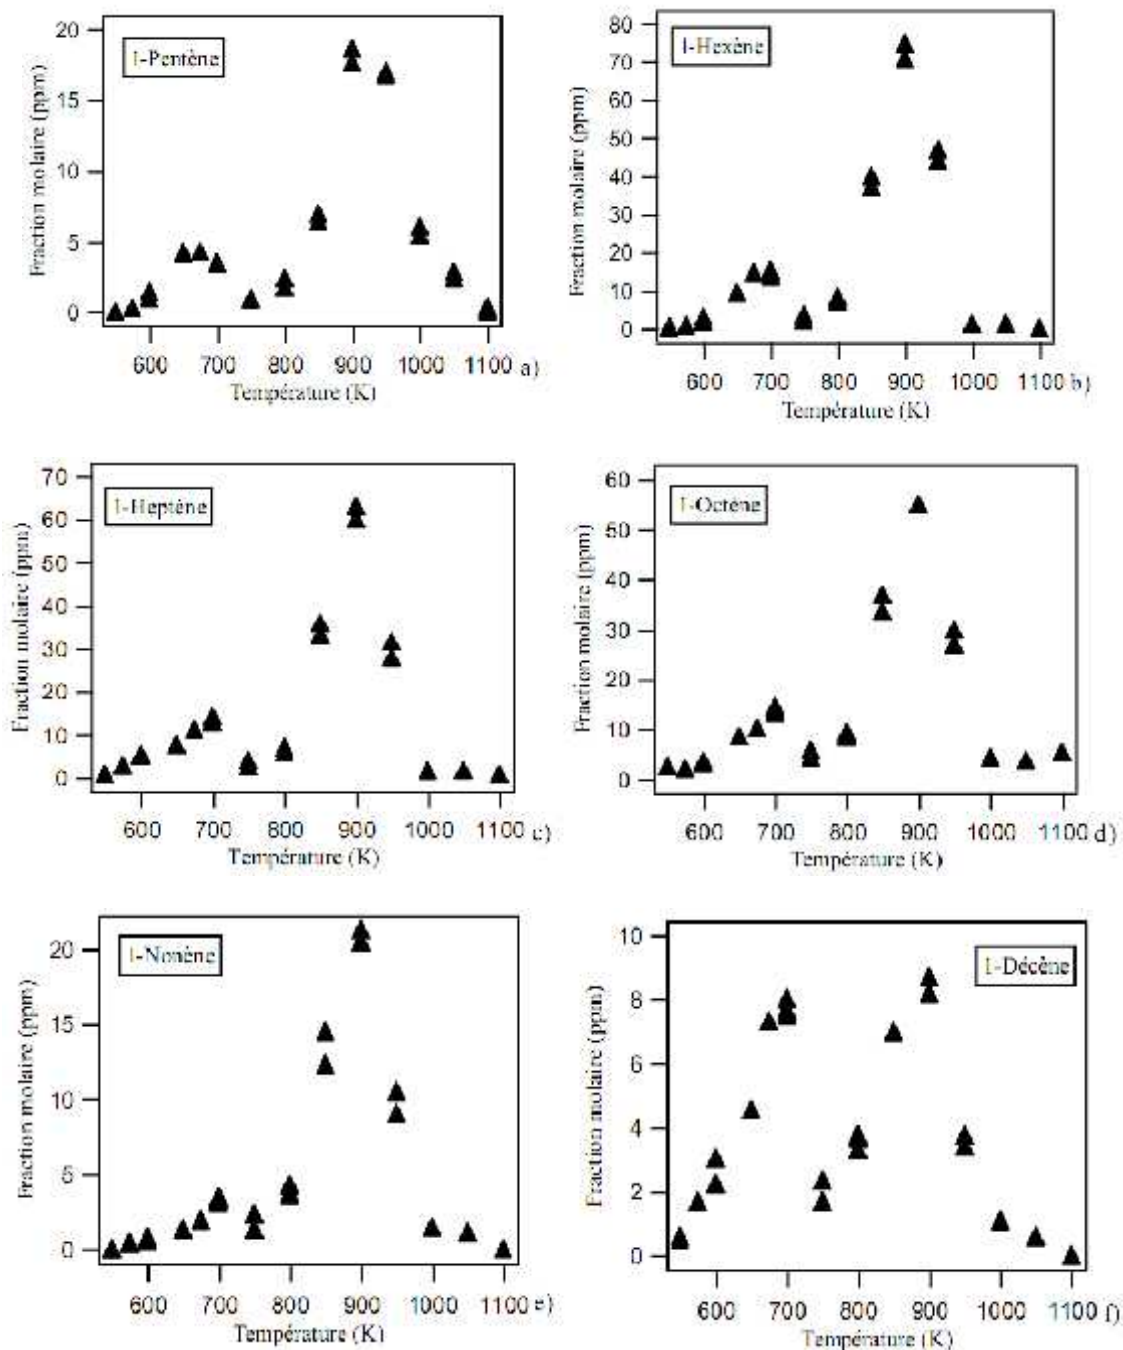 1-Pentène
Fraction molaire (ppm)
20
15
10
5
0
600 700 800 900 1000 1100 a)
Température (K)
1-Hexène
Fraction molaire (ppm)
80
70
60
50
40
30
20
10
0
600 700 800 900 1000 1100 b)
Température (K)
1-Heptène
Fraction molaire (ppm)
70
60
50
40
30
20
10
0
600 700 800 900 1000 1100 c)
Température (K)
1-Octène
Fraction molaire (ppm)
60
50
40
30
20
10
0
600 700 800 900 1000 1100 d)
Température (K)
1-Nonène
Fraction molaire (ppm)
20
15
10
5
0
600 700 800 900 1000 1100 e)
Température (K)
1-Décène
Fraction molaire (ppm)
10
8
6
4
2
0
600 700 800 900 1000 1100 f)
Température (K)